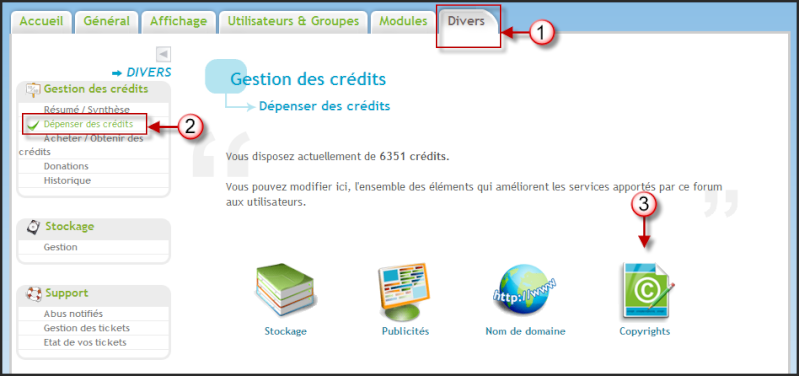 Accueil Général Affichage Utilisateurs & Groupes Modules Divers
1
DIVERS
Gestion des crédits
Résumé / Synthèse
Dépenser des crédits
2
Acheter / Obtenir des
crédits
Donations
Historique
Stockage
Gestion
Support
Abus notifiés
Gestion des tickets
Etat de vos tickets
Gestion des crédits
Dépenser des crédits
Vous disposez actuellement de 6351 crédits.
Vous pouvez modifier ici, l'ensemble des éléments qui améliorent les services apportés par ce forum
aux utilisateurs.
3
http://www
©
Stockage Publicités Nom de domaine Copyrights